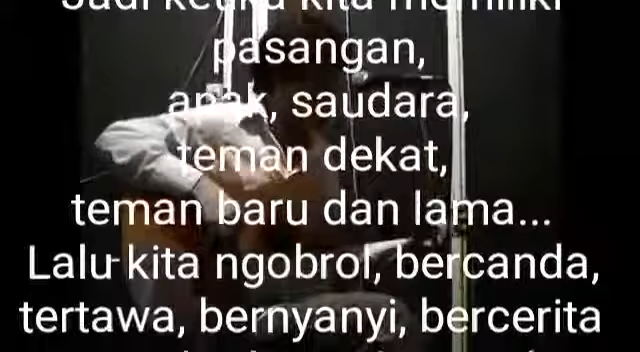 Jadi ketika kita memiliki
pasangan,
anak, saudara,
teman dekat,
teman baru dan lama...
Lalu kita ngobrol, bercanda,
tertawa, bernyanyi, bercerita